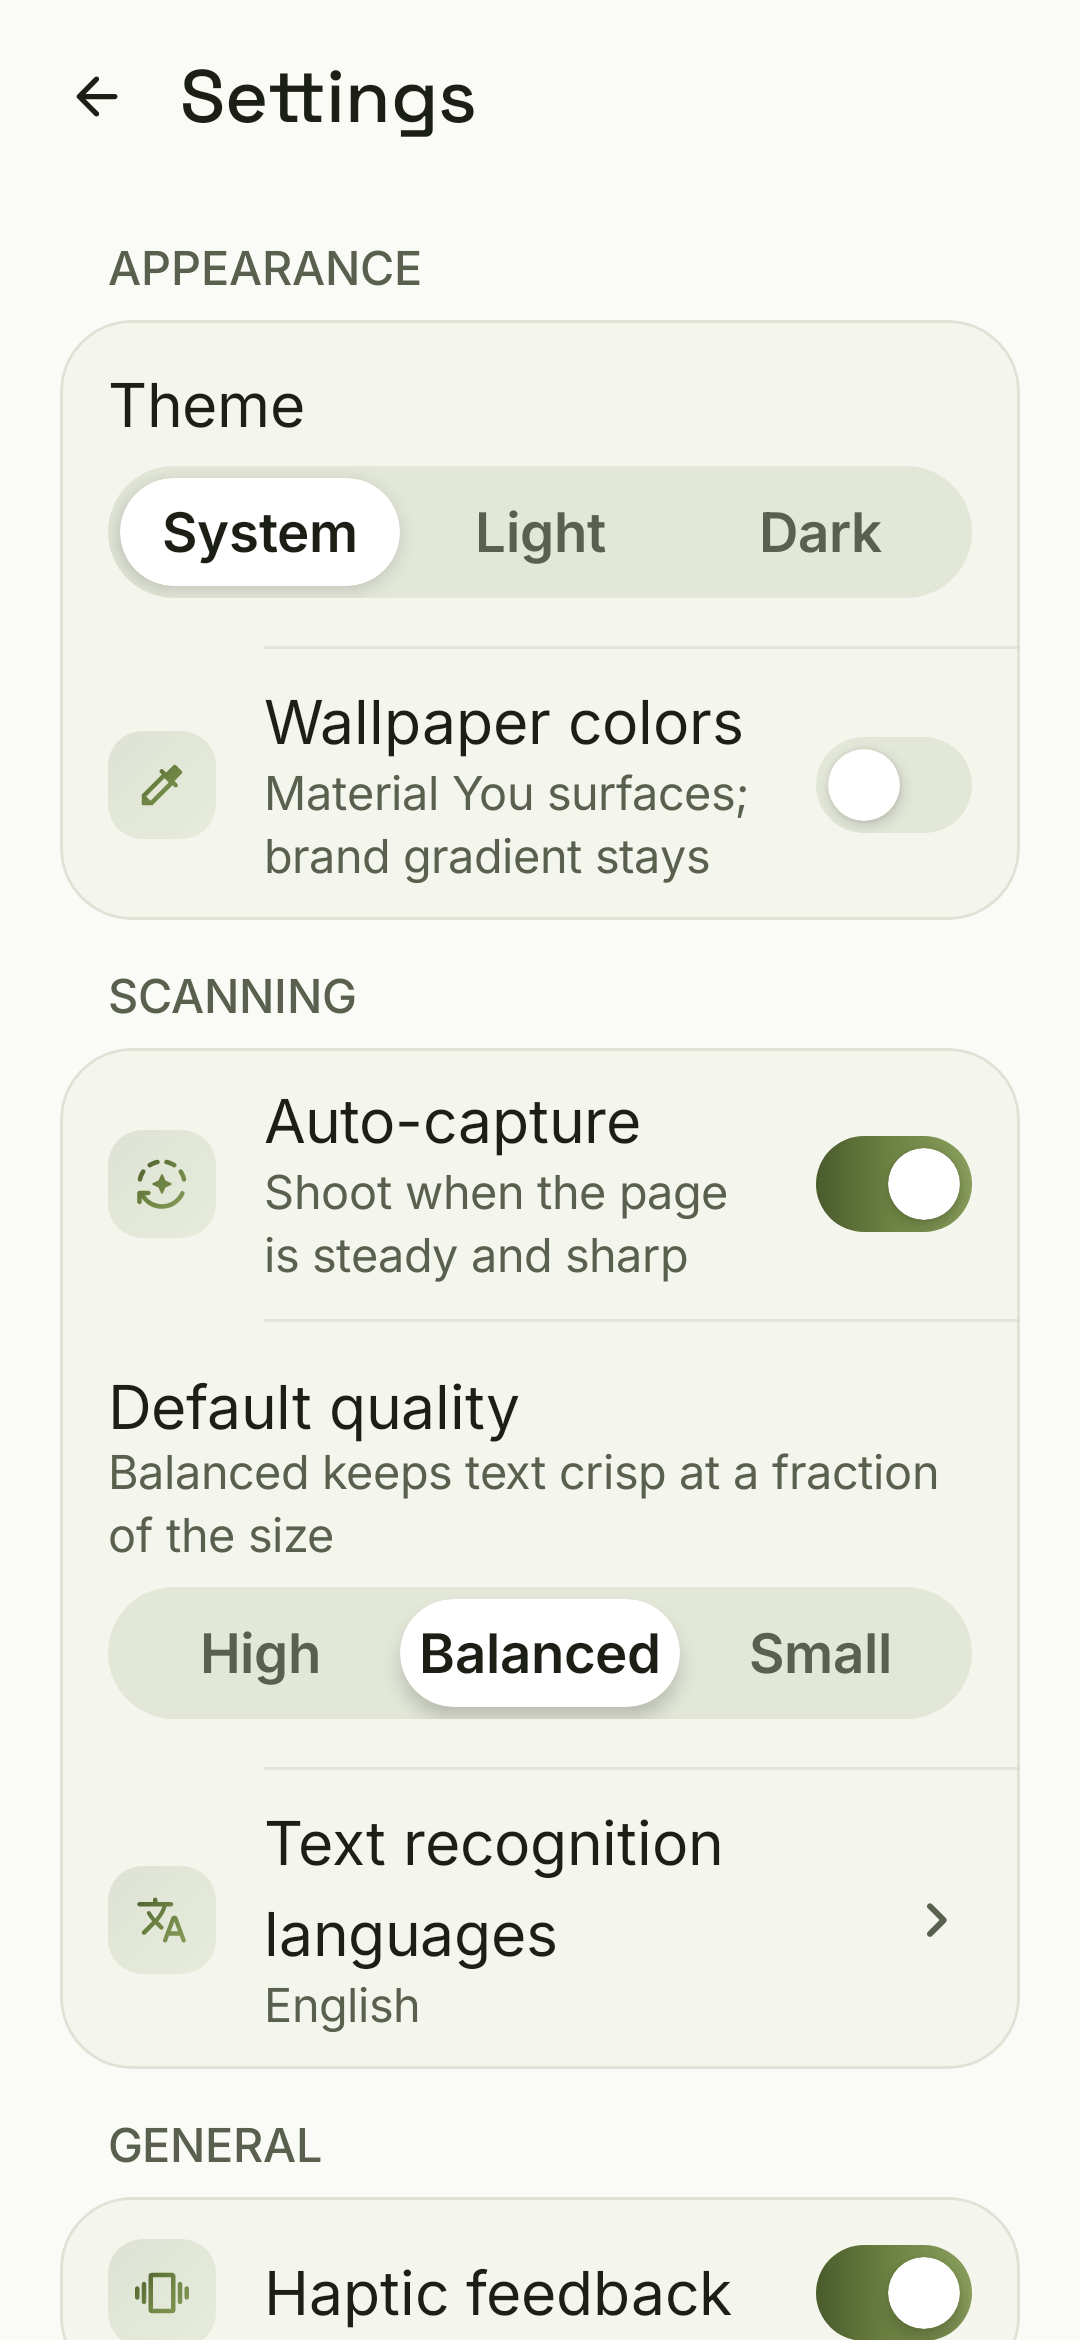 Settings
APPEARANCE
Theme
System Light Dark
Wallpaper colors
Material You surfaces;
brand gradient stays
SCANNING
Auto-capture
Shoot when the page
is steady and sharp
Default quality
Balanced keeps text crisp at a fraction
of the size
High Balanced Small
Text recognition
languages
English
GENERAL
Haptic feedback